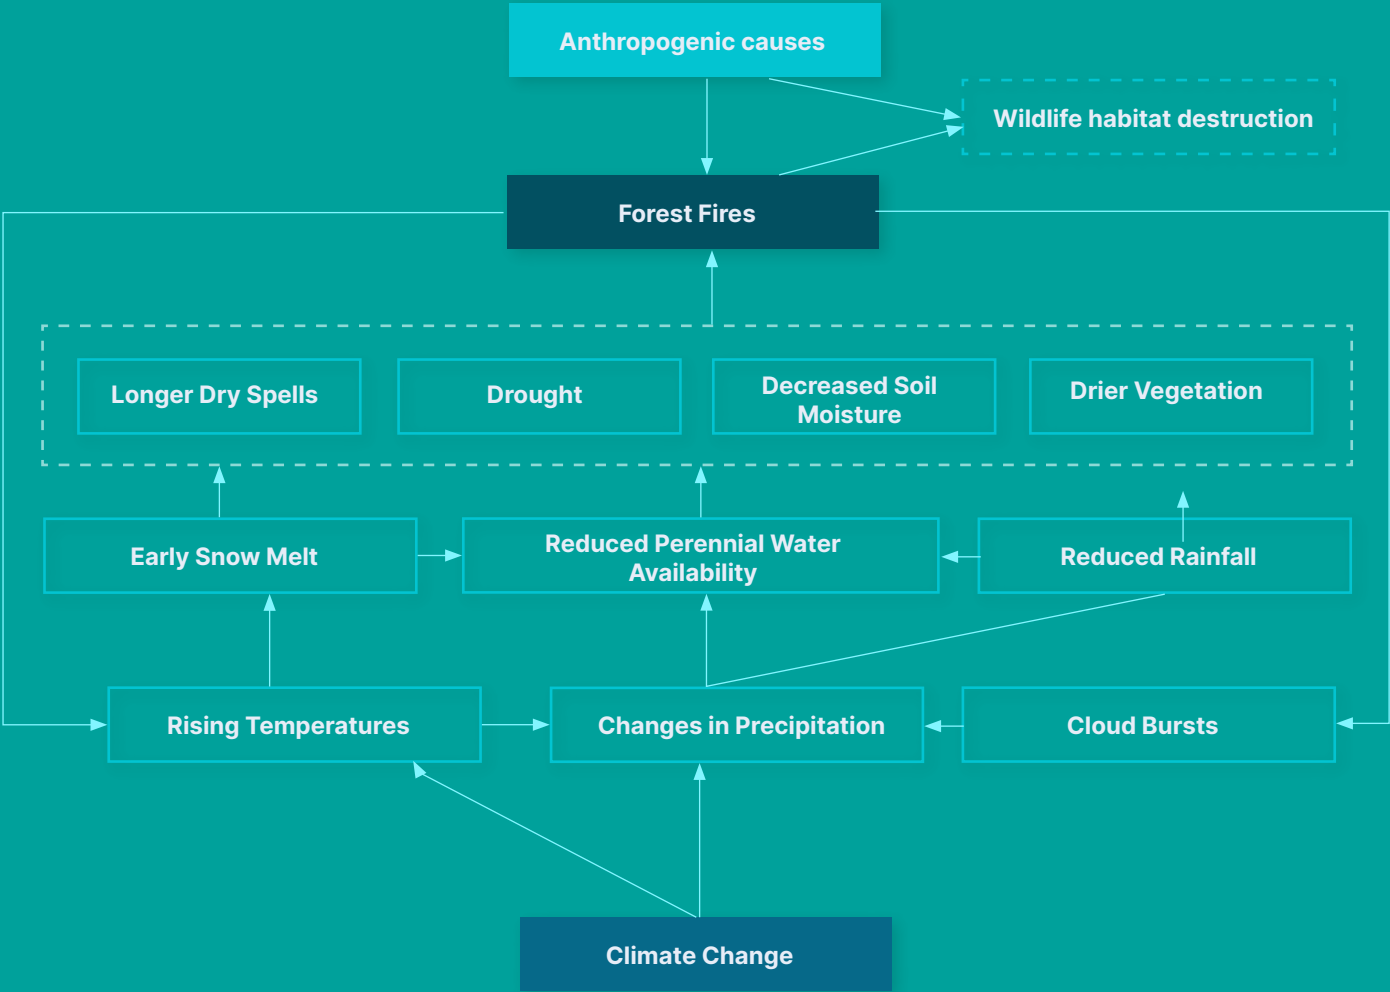 Anthropogenic causes
Wildlife habitat destruction
Forest Fires
Longer Dry Spells
Drought
Decreased Soil
Moisture
Drier Vegetation
Early Snow Melt
Reduced Perennial Water
Availability
Reduced Rainfall
Rising Temperatures
Changes in Precipitation
Cloud Bursts
Climate Change